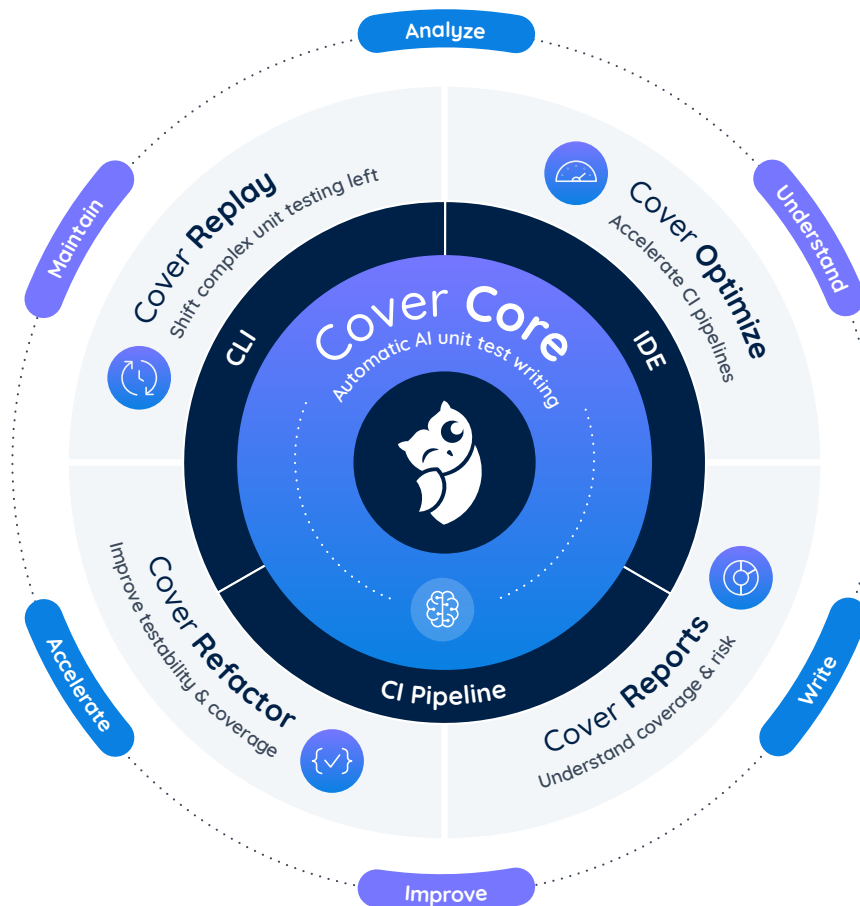 Analyze
Understand
Write
Improve
Accelerate
Maintain
Cover Replay
Shift complex unit testing left
Cover Optimize
Accelerate CI pipelines
CLI
IDE
CI Pipeline
Cover Core
Automatic AI unit test writing
Cover Refactor
Improve testability & coverage
Cover Reports
Understand coverage & risk